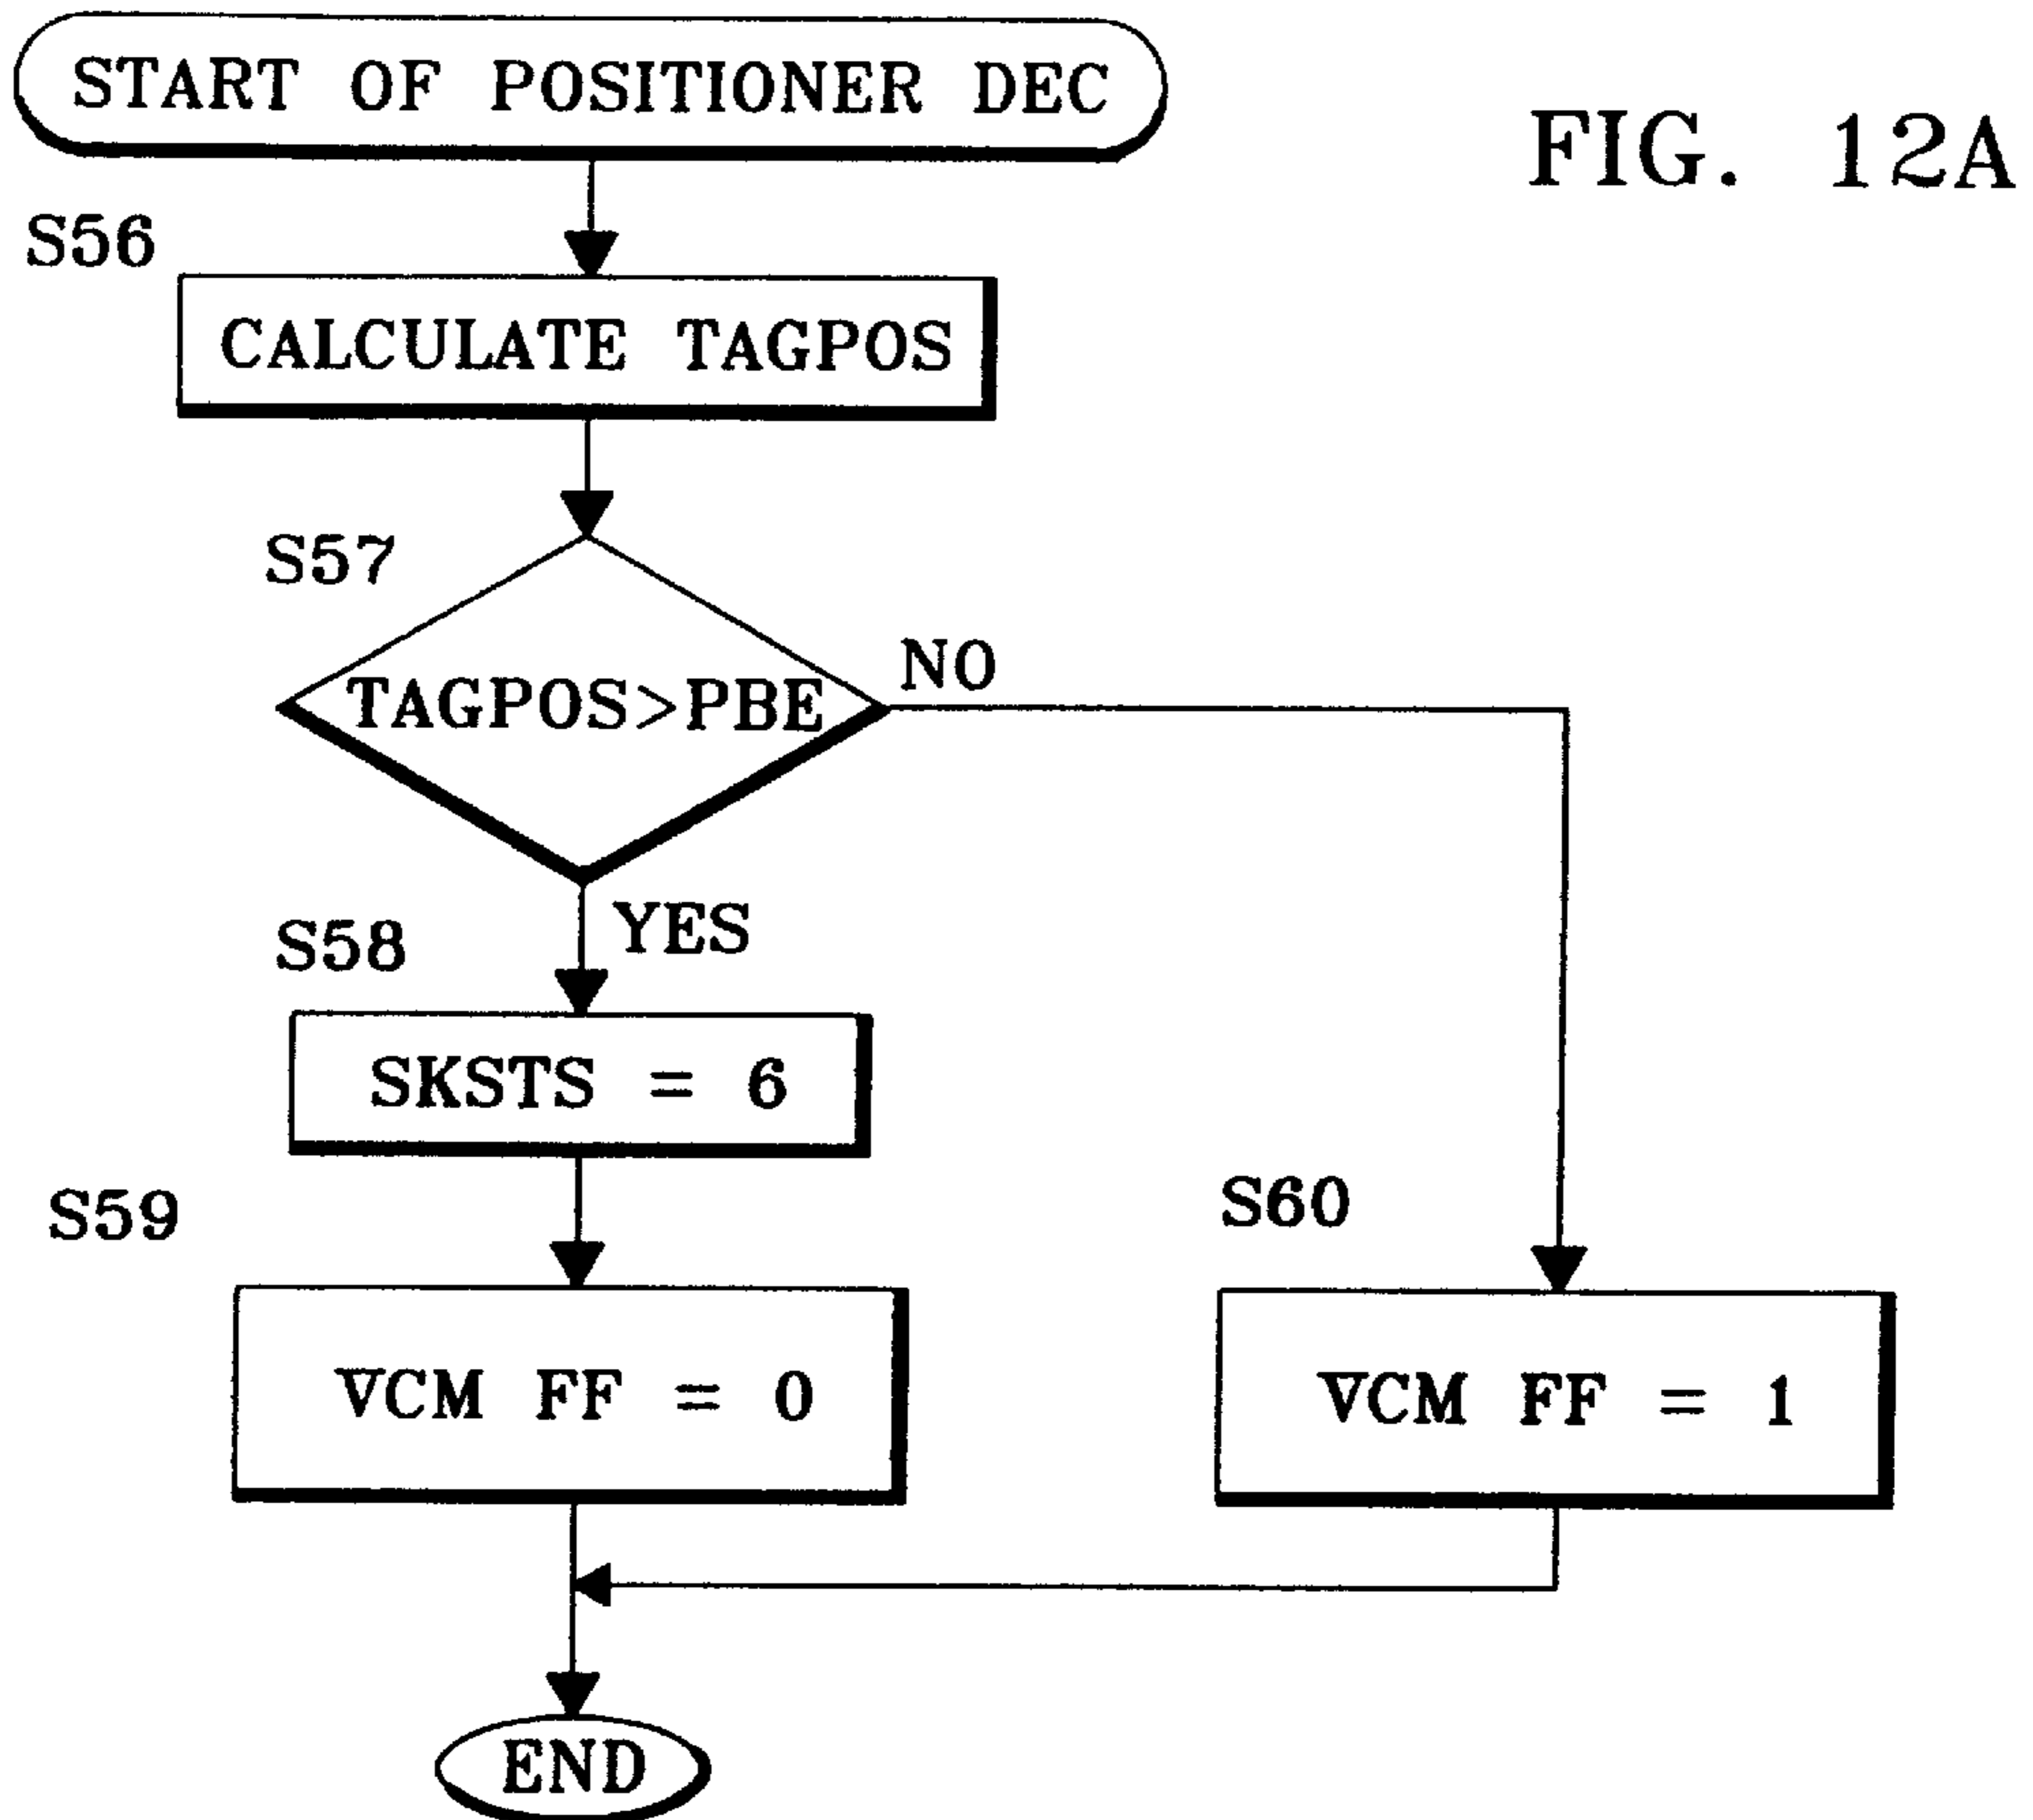 START OF POSITIONER DEC
FIG. 12A
S56
CALCULATE TAGPOS
S57
TAGPOS>PBE
NO
YES
S58
SKSTS = 6
S59
VCM FF = 0
S60
VCM FF = 1
END